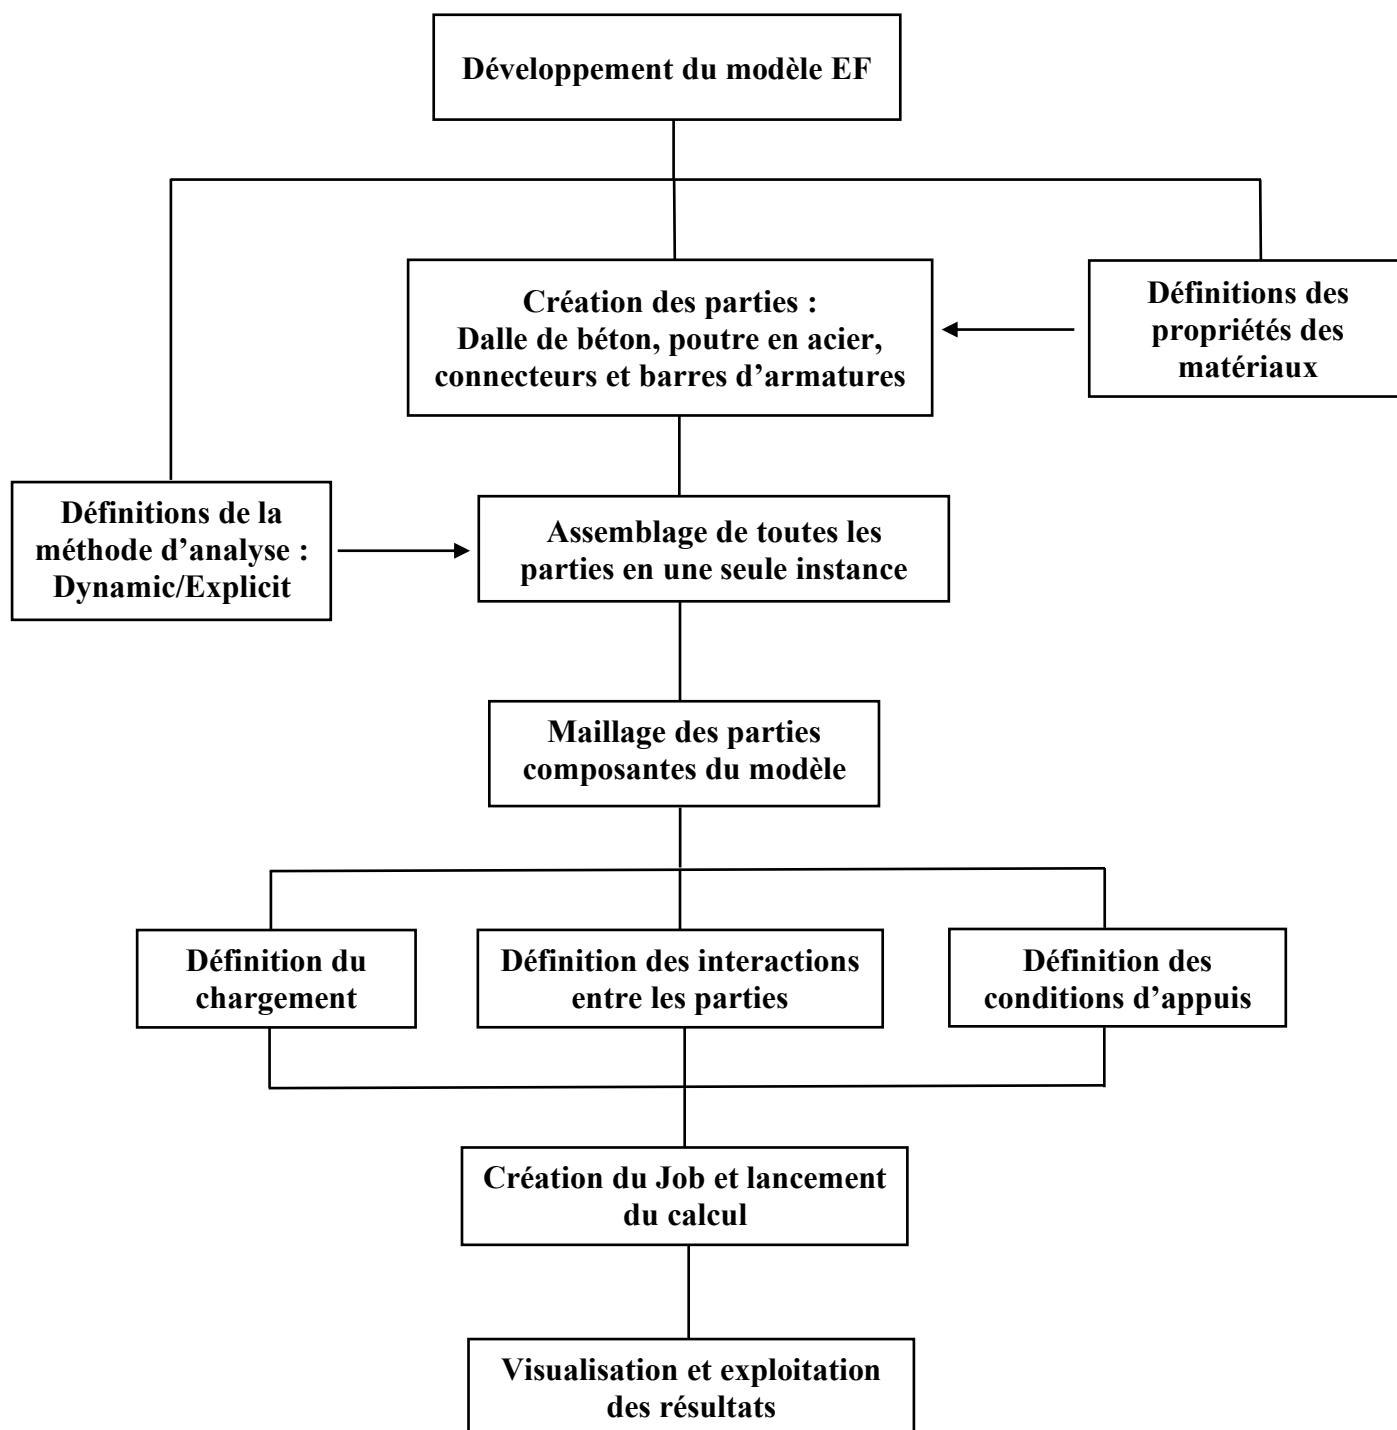 Développement du modèle EF
Création des parties :
Dalle de béton, poutre en acier,
connecteurs et barres d’armatures
Définitions des
propriétés des
matériaux
Définitions de la
méthode d’analyse :
Dynamic/Explicit
Assemblage de toutes les
parties en une seule instance
Maillage des parties
composantes du modèle
Définition du
chargement
Définition des interactions
entre les parties
Définition des
conditions d’appuis
Création du Job et lancement
du calcul
Visualisation et exploitation
des résultats